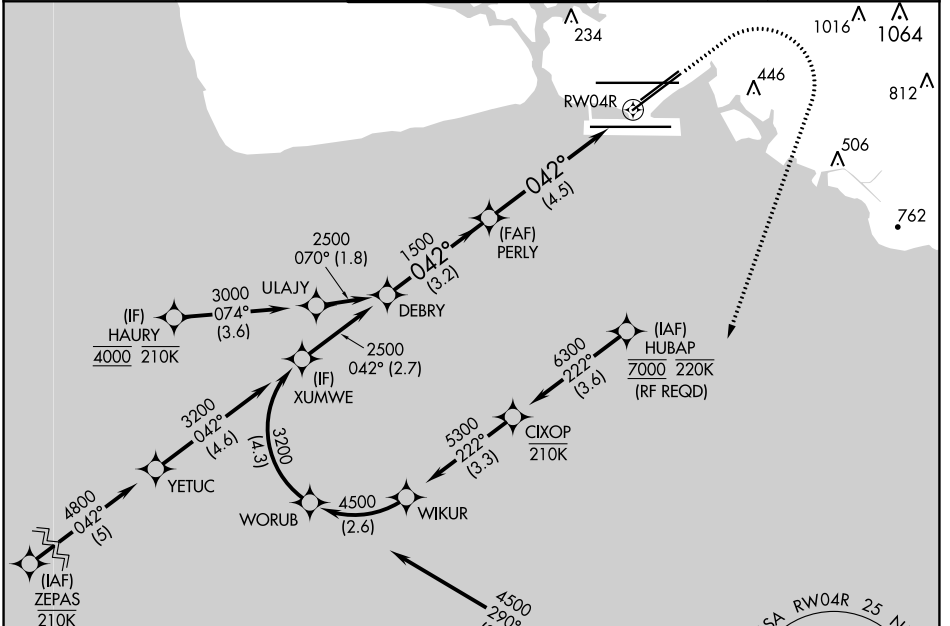 234
1016
1064
446
812
RW04R
506
762
042°
(4.5)
(FAF)
PERLY
1500
042°
(3.2)
2500
070° (1.8)
ULAJY
DEBRY
3000
074°
(3.6)
(IF)
HAURY
4000 210K
2500
042° (2.7)
(IF)
XUMWE
(IAF)
HUBAP
7000 220K
(RF REQD)
6300
222°
(3.6)
CIXOP
210K
5300
222°
(3.3)
3200
042°
(4.6)
3200
(4.3)
YETUC
WORUB
4500
(2.6)
WIKUR
4800
042°
(5)
(IAF)
ZEPAS
210K
4500
290°
RW04R 25